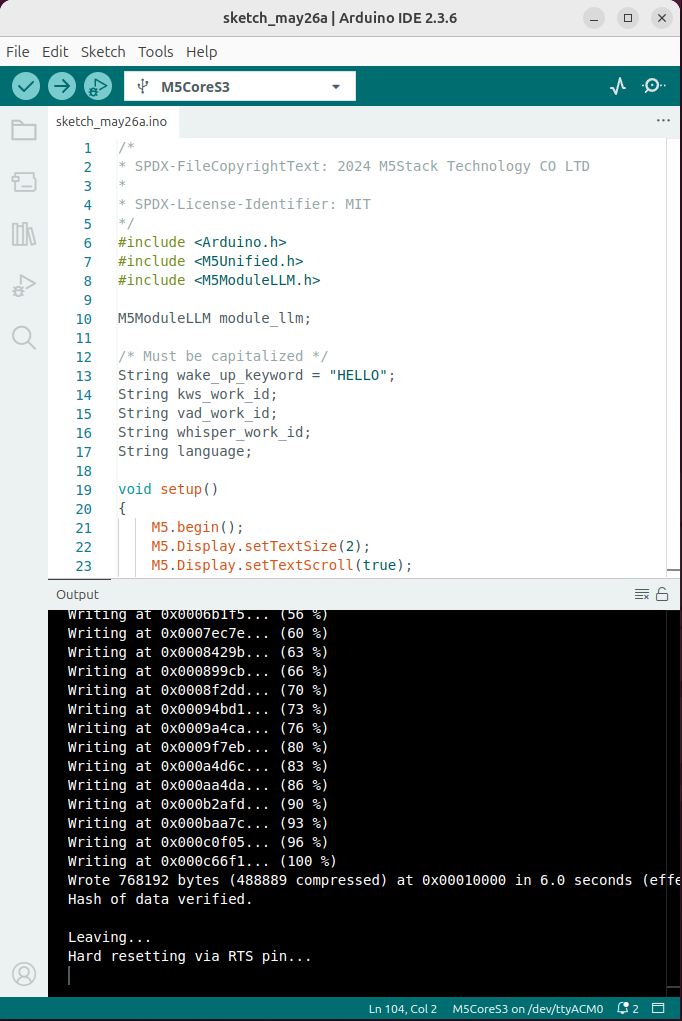 sketch_may26a | Arduino IDE 2.3.6
File Edit Sketch Tools Help
M5CoreS3
sketch_may26a.ino
1 /*
2 * SPDX-FileCopyrightText: 2024 M5Stack Technology CO LTD
3 *
4 * SPDX-License-Identifier: MIT
5 */
6 #include <Arduino.h>
7 #include <M5Unified.h>
8 #include <M5ModuleLLM.h>
9
10 M5ModuleLLM module_llm;
11
12 /* Must be capitalized */
13 String wake_up_keyword = "HELLO";
14 String kws_work_id;
15 String vad_work_id;
16 String whisper_work_id;
17 String language;
18
19 void setup()
20 {
21 M5.begin();
22 M5.Display.setTextSize(2);
23 M5.Display.setTextScroll(true);
Output
Writing at 0x0006b1f5... (56 %)
Writing at 0x0007ec7e... (60 %)
Writing at 0x0008429b... (63 %)
Writing at 0x000899cb... (66 %)
Writing at 0x0008f2dd... (70 %)
Writing at 0x00094bd1... (73 %)
Writing at 0x0009a4ca... (76 %)
Writing at 0x0009f7eb... (80 %)
Writing at 0x000a4d6c... (83 %)
Writing at 0x000aa4da... (86 %)
Writing at 0x000b2afd... (90 %)
Writing at 0x000baa7c... (93 %)
Writing at 0x000c0f05... (96 %)
Writing at 0x000c66f1... (100 %)
Wrote 768192 bytes (488889 compressed) at 0x00010000 in 6.0 seconds (effe
Hash of data verified.

Leaving...
Hard resetting via RTS pin...
Ln 104, Col 2 M5CoreS3 on /dev/ttyACM0 2